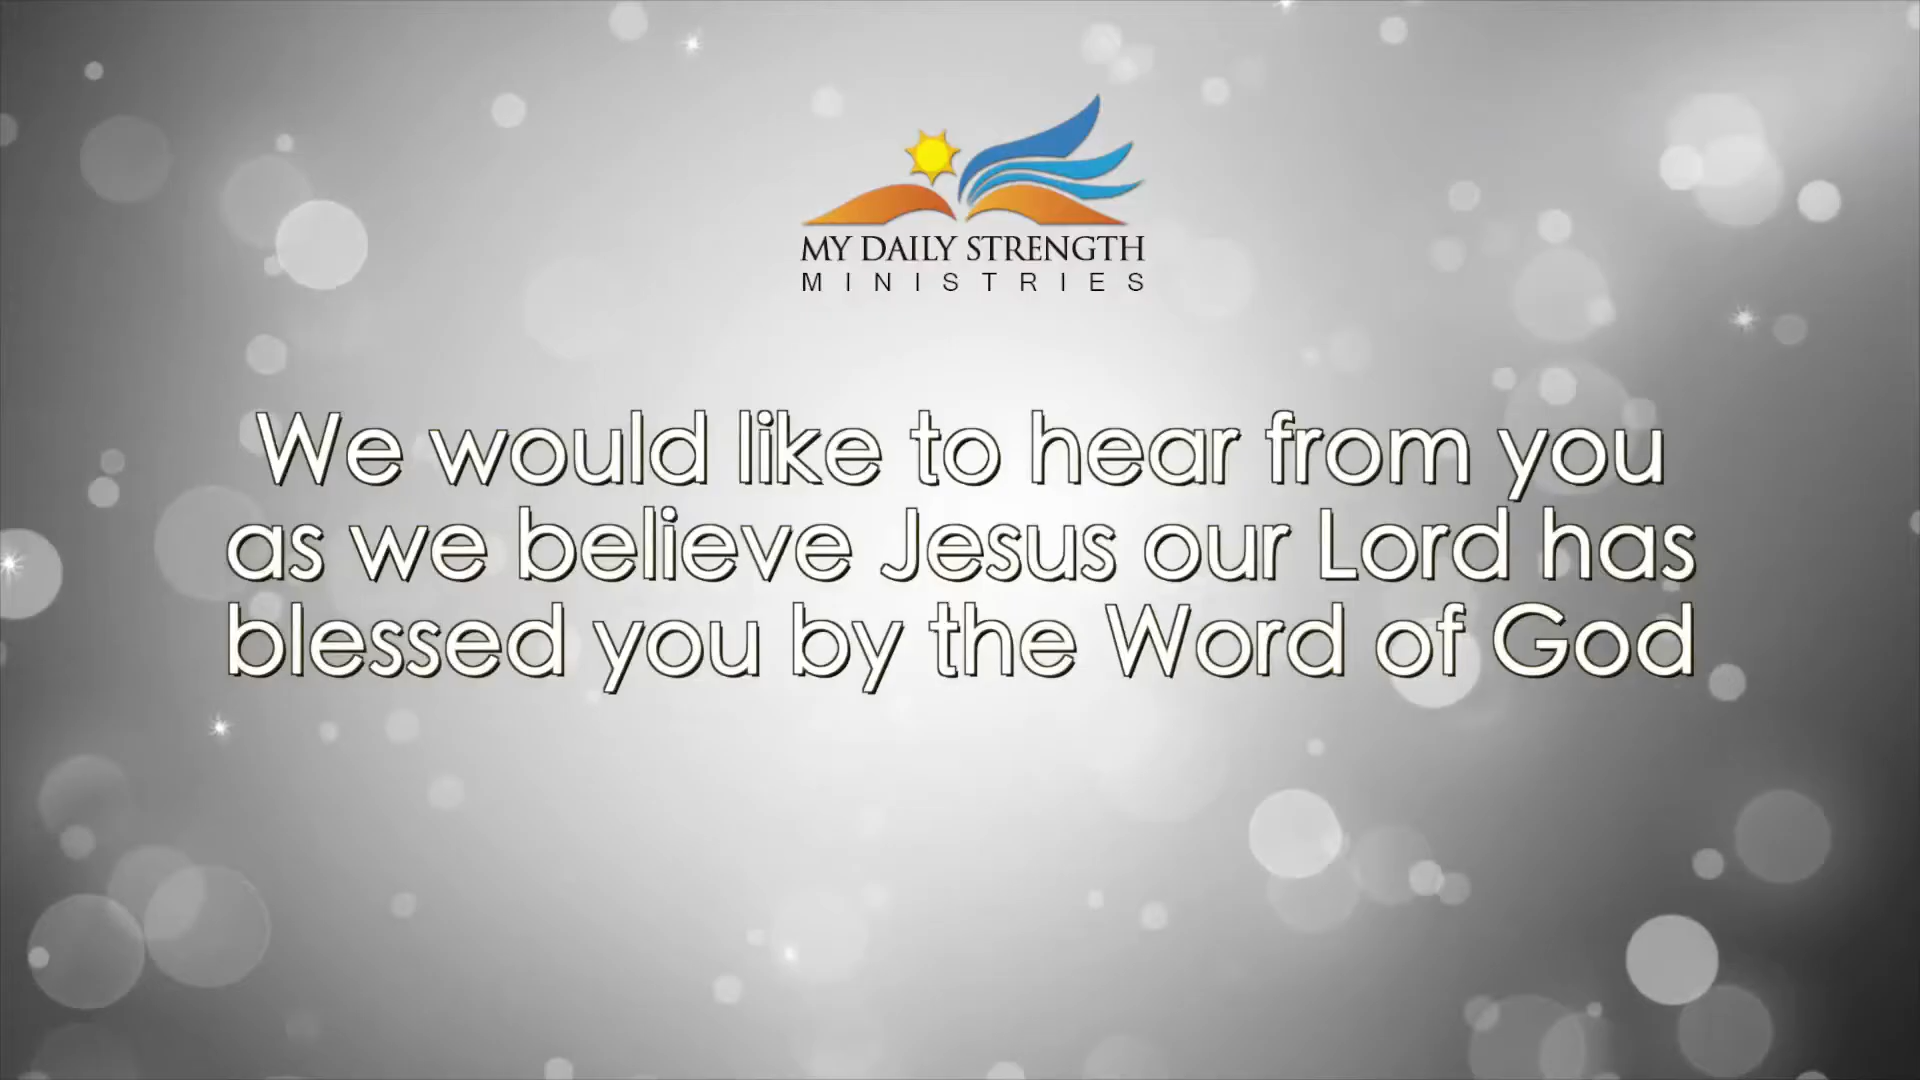 MY DAILY STRENGTH
MINISTRIES
We would like to hear from you
as we believe Jesus our Lord has
blessed you by the Word of God